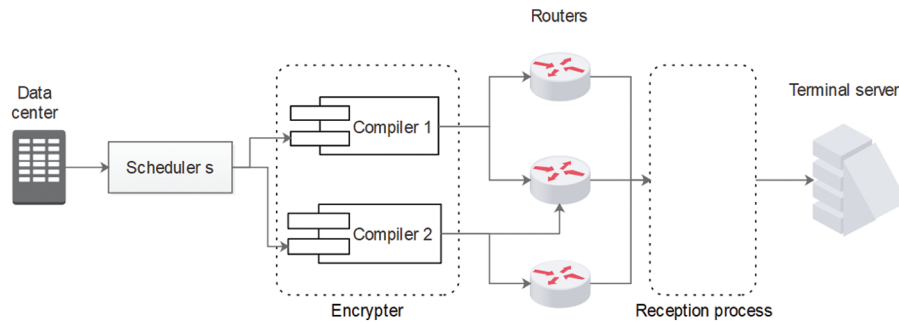 Routers
Data
center
Terminal server
Compiler 1
Scheduler s
Compiler 2
Encrypter
Reception process